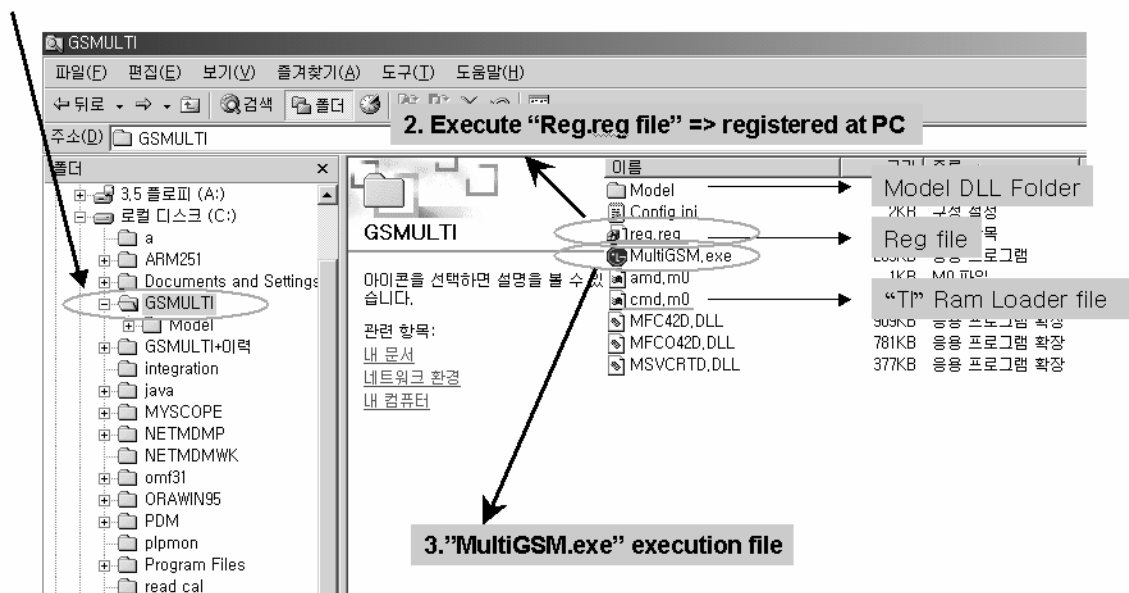 GSMULTI
파일(F) 편집(E) 보기(V) 즐겨찾기(A) 도구(T) 도움말(H)
뒤로 검색 폴더
2. Execute “Reg.reg file” => registered at PC
주소(D) GSMULTI
폴더 ×
3.5 플로피 (A:)
로컬 디스크 (C:)
a
ARM251
Documents and Settings
GSMULTI
Model
GSMULTI+이력
integration
java
MYSCOPE
NETMDMP
NETMDMWK
omf31
ORAWIN95
PDM
plpmon
Program Files
read cal
GSMULTI
아이콘을 선택하면 설명을 볼 수 있
습니다.
관련 항목:
내 문서
네트워크 환경
내 컴퓨터
이름
Model
Model DLL Folder
Config.ini 2KB 구성 설정
reg.reg
Reg file
MultiGSM.exe
amd.m0 1KB M0 파일
cmd.m0
“TI” Ram Loader file
MFC42D.DLL 909KB 응용 프로그램 확장
MFCO42D.DLL 781KB 응용 프로그램 확장
MSVCRTD.DLL 377KB 응용 프로그램 확장
3.”MultiGSM.exe” execution file